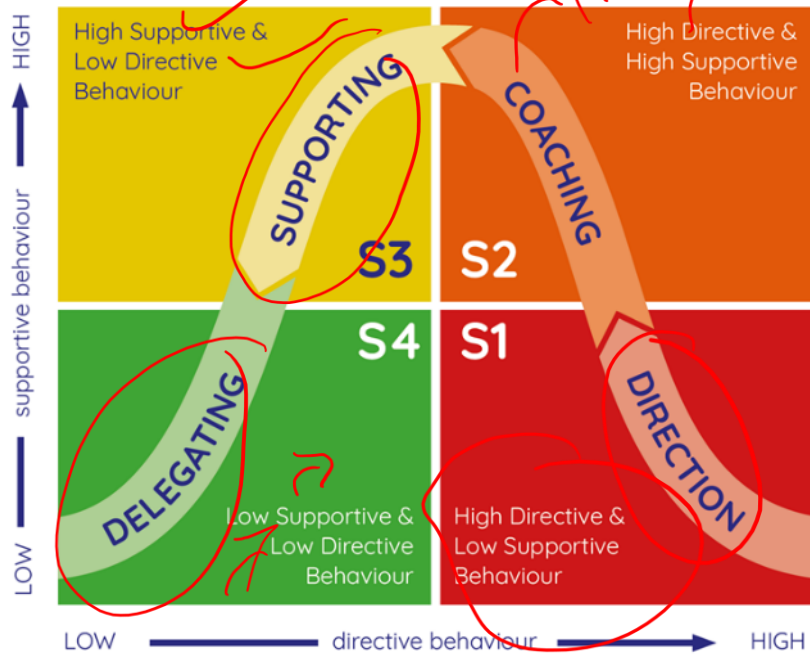 HIGH
supportive behaviour
LOW
High Supportive &
Low Directive
Behaviour
SUPPORTING
S3
High Directive &
High Supportive
Behaviour
COACHING
S2
S4
DELEGATING
Low Supportive &
Low Directive
Behaviour
S1
DIRECTION
High Directive &
Low Supportive
Behaviour
LOW
directive behaviour
HIGH